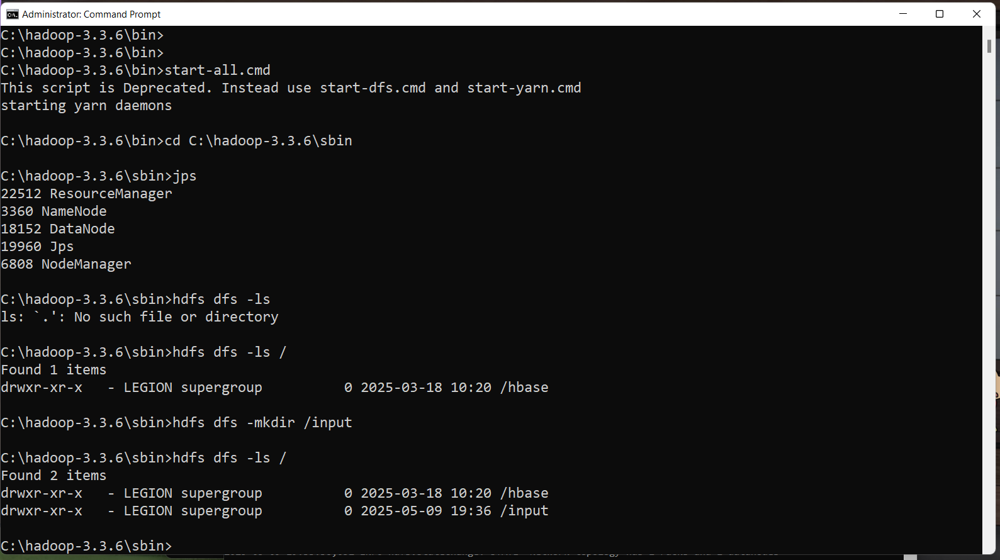 Administrator: Command Prompt
C:\hadoop-3.3.6\bin>
C:\hadoop-3.3.6\bin>
C:\hadoop-3.3.6\bin>start-all.cmd
This script is Deprecated. Instead use start-dfs.cmd and start-yarn.cmd
starting yarn daemons
C:\hadoop-3.3.6\bin>cd C:\hadoop-3.3.6\sbin
C:\hadoop-3.3.6\sbin>jps
22512 ResourceManager
3360 NameNode
18152 DataNode
19960 Jps
6808 NodeManager
C:\hadoop-3.3.6\sbin>hdfs dfs -ls
ls: `.': No such file or directory
C:\hadoop-3.3.6\sbin>hdfs dfs -ls /
Found 1 items
drwxr-xr-x   - LEGION supergroup          0 2025-03-18 10:20 /hbase
C:\hadoop-3.3.6\sbin>hdfs dfs -mkdir /input
C:\hadoop-3.3.6\sbin>hdfs dfs -ls /
Found 2 items
drwxr-xr-x   - LEGION supergroup          0 2025-03-18 10:20 /hbase
drwxr-xr-x   - LEGION supergroup          0 2025-05-09 19:36 /input
C:\hadoop-3.3.6\sbin>